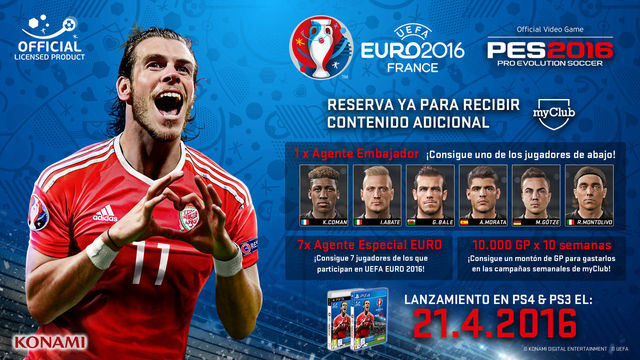 OFFICIAL
LICENSED PRODUCT
UEFA
EURO2016
FRANCE
Official Video Game
PES2016
PRO EVOLUTION SOCCER
RESERVA YA PARA RECIBIR
CONTENIDO ADICIONAL
myClub
1 x Agente Embajador ¡Consigue uno de los jugadores de abajo!
K.COMAN
I.ABATE
G.BALE
A.MORATA
M.GÖTZE
R.MONTOLIVO
7x Agente Especial EURO
¡Consigue 7 jugadores de los que
participan en UEFA EURO 2016!
10.000 GP x 10 semanas
¡Consigue un montón de GP para gastarlos
en las campañas semanales de myClub!
adidas
11
LANZAMIENTO EN PS4 & PS3 EL:
21.4.2016
KONAMI
© KONAMI DIGITAL ENTERTAINMENT © UEFA